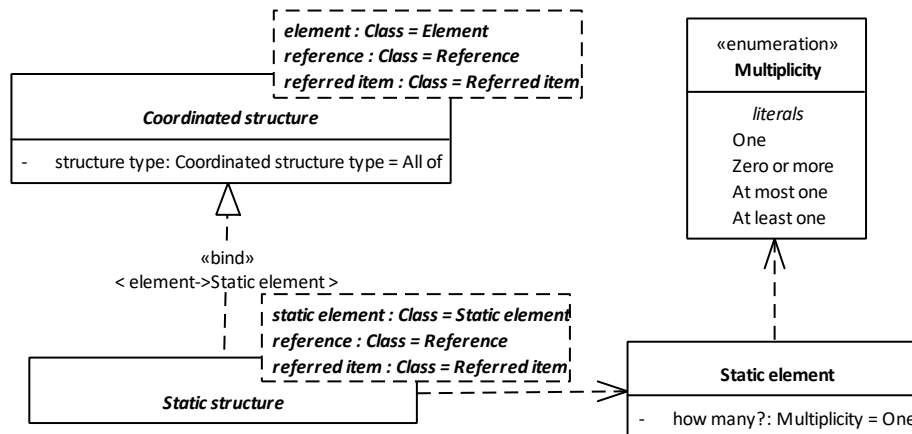 element : Class = Element
reference : Class = Reference
referred item : Class = Referred item
Coordinated structure
- structure type: Coordinated structure type = All of
«enumeration»
Multiplicity
literals
One
Zero or more
At most one
At least one
«bind»
< element->Static element >
static element : Class = Static element
reference : Class = Reference
referred item : Class = Referred item
Static structure
Static element
- how many?: Multiplicity = One